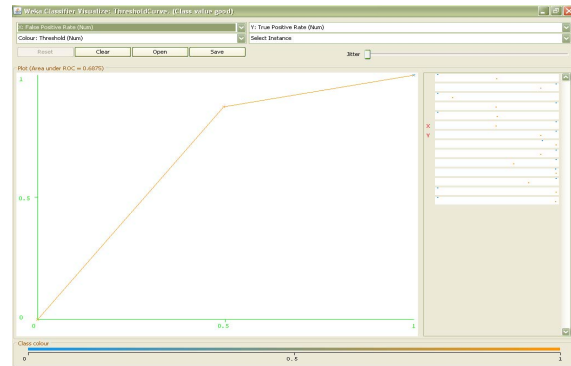 Weka Classifier Visualize: ThresholdCurve. (Class value good)
X: False Positive Rate (Num)
Y: True Positive Rate (Num)
Colour: Threshold (Num)
Select Instance
Reset
Clear
Open
Save
Jitter
Plot (Area under ROC = 0.6875)
1
0.5
0
0
0.5
1
X
Y
Class colour
0
0.5
1